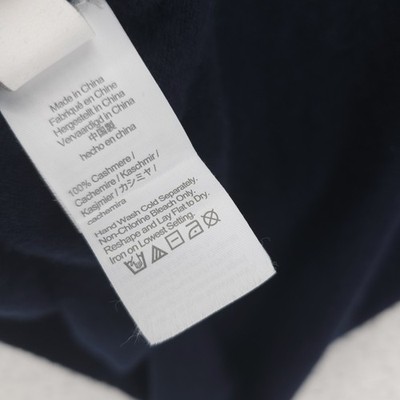 Made in China
Fabriqué en Chine
Hergestellt in China
Vervaardigd in China
中国製
hecho en china
100% Cashmere /
Cachemire / Kaschmir /
Kasjmier / カシミヤ /
cachemira
Hand Wash Cold Separately.
Non-Chlorine Bleach Only.
Reshape and Lay Flat to Dry.
Iron on Lowest Setting.